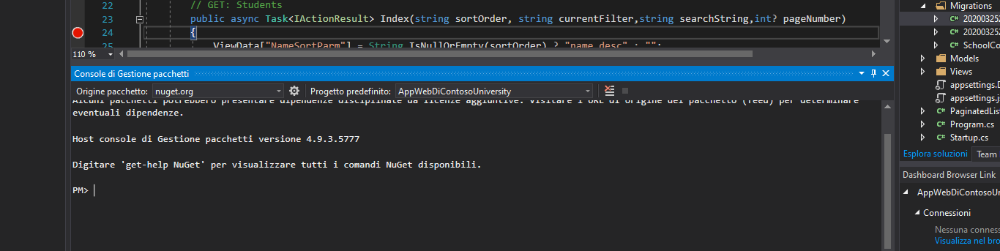 22 // GET: Students
23 public async Task<IActionResult> Index(string sortOrder, string currentFilter,string searchString,int? pageNumber)
24 {
25 ViewData["NameSortParm"] = String.IsNullOrEmpty(sortOrder) ? "name_desc" : "";
110 %
Console di Gestione pacchetti
Origine pacchetto: nuget.org Progetto predefinito: AppWebDiContosoUniversity
Alcuni pacchetti potrebbero presentare dipendenze disciplinate da licenze aggiuntive. Visitare l'URL di origine del pacchetto (feed) per determinare
eventuali dipendenze.
Host console di Gestione pacchetti versione 4.9.3.5777
Digitare 'get-help NuGet' per visualizzare tutti i comandi NuGet disponibili.
PM>
Migrations
C# 202003252
C# 202003252
C# SchoolCo
Models
Views
appsettings.D
appsettings.js
C# PaginatedList
C# Program.cs
C# Startup.cs
Esplora soluzioni Team
Dashboard Browser Link
AppWebDiContosoUn
Connessioni
Nessuna conness
Visualizza nel bro